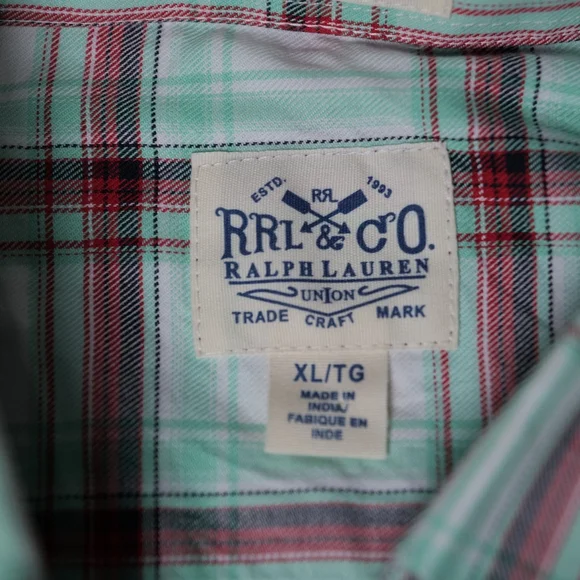 ESTD. RRL 1993
RRL & CO.
RALPH LAUREN
UNION
TRADE CRAFT MARK
XL/TG
MADE IN
INDIA/
FABIQUE EN
INDE